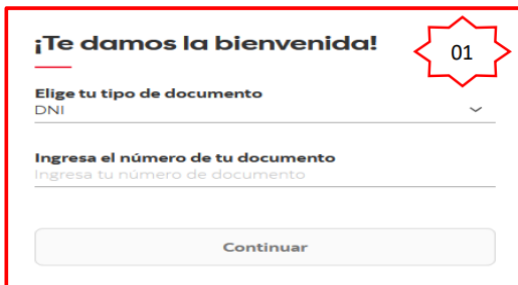 ¡Te damos la bienvenida!
01
Elige tu tipo de documento
DNI
Ingresa el número de tu documento
Ingresa tu número de documento
Continuar